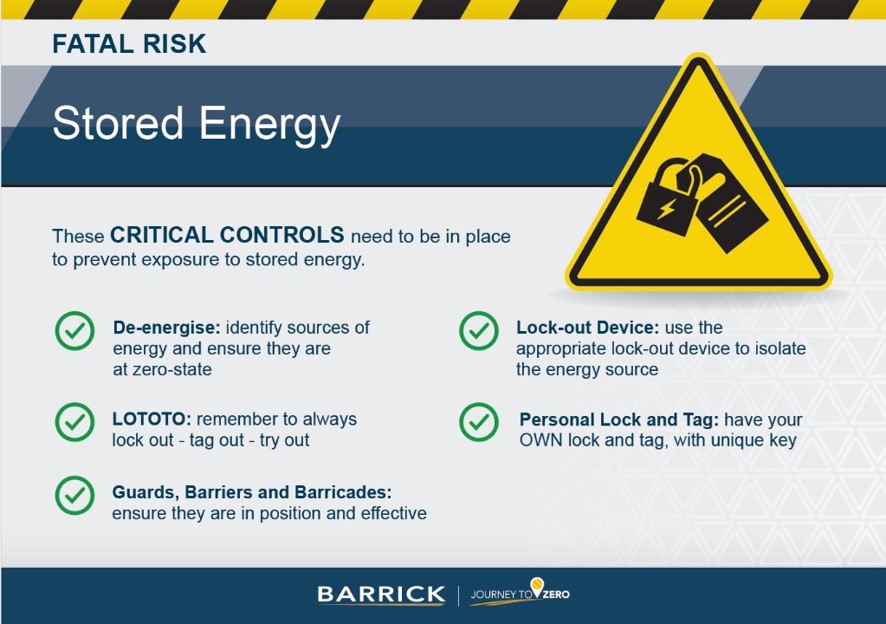 FATAL RISK
Stored Energy
These CRITICAL CONTROLS need to be in place
to prevent exposure to stored energy.
De-energise: identify sources of
energy and ensure they are
at zero-state
LOTOTO: remember to always
lock out - tag out - try out
Guards, Barriers and Barricades:
ensure they are in position and effective
Lock-out Device: use the
appropriate lock-out device to isolate
the energy source
Personal Lock and Tag: have your
OWN lock and tag, with unique key
BARRICK JOURNEY TO ZERO